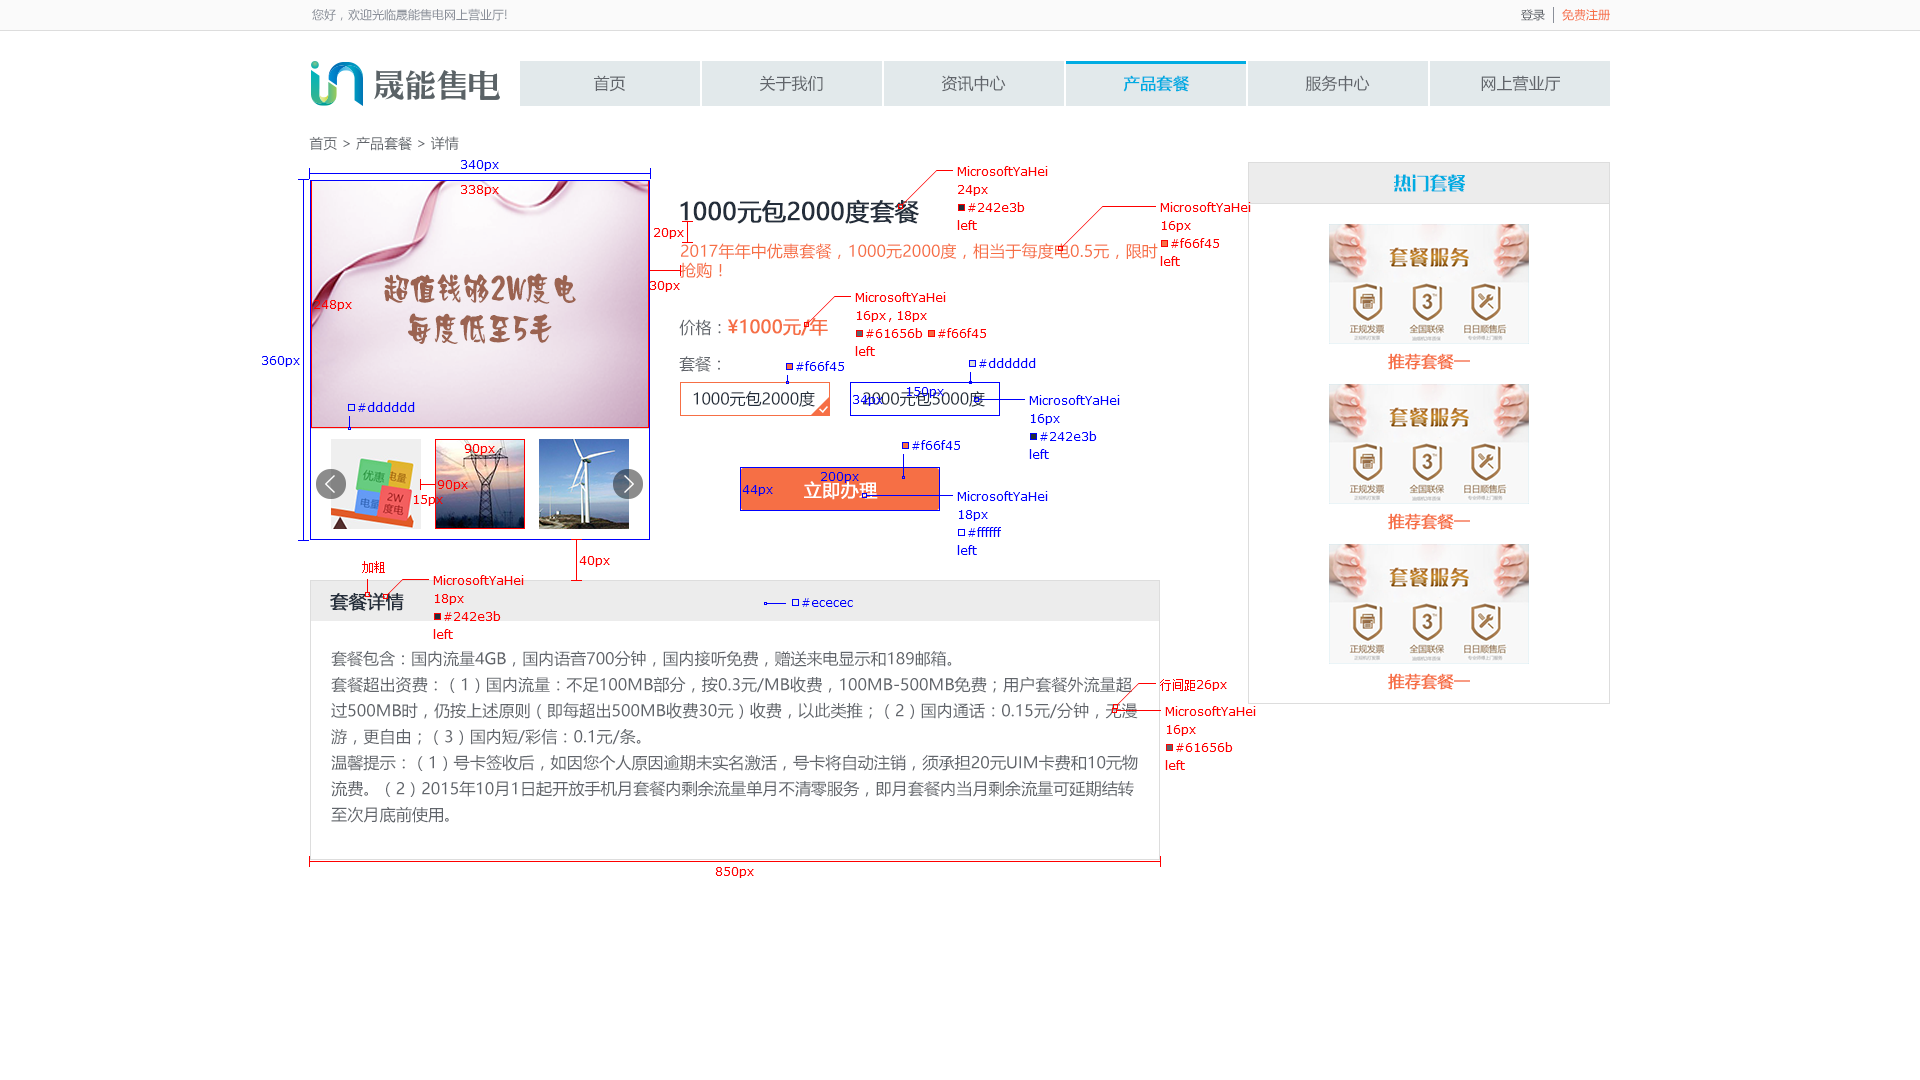 您好，欢迎光临晟能售电网上营业厅!
登录 免费注册
晟能售电
首页 关于我们 资讯中心 产品套餐 服务中心 网上营业厅
首页 > 产品套餐 > 详情
340px
338px
248px
360px
超值钱够2W度电
每度低至5毛
#dddddd
优惠 电量
电量 2W度电
90px
90px
15px
40px
1000元包2000度套餐
MicrosoftYaHei
24px
#242e3b
left
20px
2017年年中优惠套餐，1000元2000度，相当于每度电0.5元，限时
抢购！
30px
MicrosoftYaHei
16px
#f66f45
left
价格：¥1000元/年
MicrosoftYaHei
16px , 18px
#61656b #f66f45
left
套餐：
#f66f45
#dddddd
1000元包2000度
2000元包5000度
150px
34px
MicrosoftYaHei
16px
#242e3b
left
#f66f45
200px
44px
立即办理
MicrosoftYaHei
18px
#ffffff
left
热门套餐
套餐服务
正规发票 全国联保 日日顺售后
推荐套餐一
套餐服务
正规发票 全国联保 日日顺售后
推荐套餐一
套餐服务
正规发票 全国联保 日日顺售后
推荐套餐一
加粗
套餐详情
MicrosoftYaHei
18px
#242e3b
left
#ececec
套餐包含：国内流量4GB，国内语音700分钟，国内接听免费，赠送来电显示和189邮箱。
套餐超出资费：（1）国内流量：不足100MB部分，按0.3元/MB收费，100MB-500MB免费；用户套餐外流量超
过500MB时，仍按上述原则（即每超出500MB收费30元）收费，以此类推；（2）国内通话：0.15元/分钟，无漫
游，更自由；（3）国内短/彩信：0.1元/条。
温馨提示：（1）号卡签收后，如因您个人原因逾期未实名激活，号卡将自动注销，须承担20元UIM卡费和10元物
流费。（2）2015年10月1日起开放手机月套餐内剩余流量单月不清零服务，即月套餐内当月剩余流量可延期结转
至次月底前使用。
行间距26px
MicrosoftYaHei
16px
#61656b
left
850px